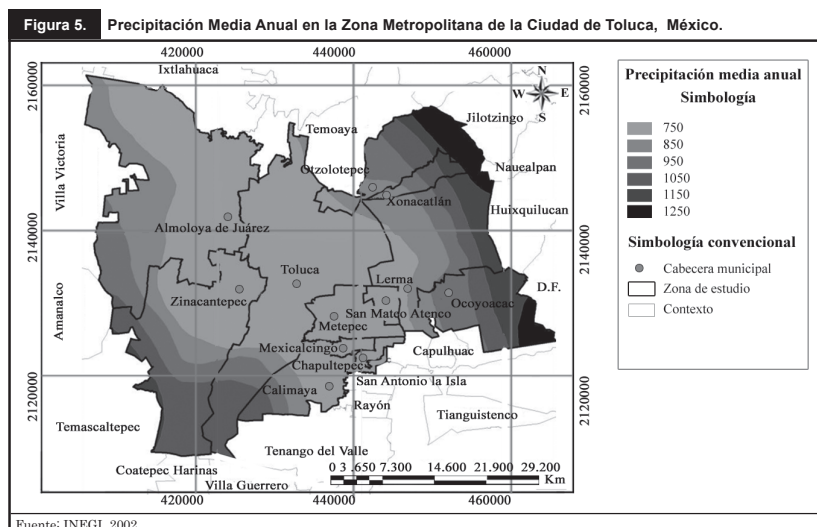 Figura 5. Precipitación Media Anual en la Zona Metropolitana de la Ciudad de Toluca, México.
420000 440000 460000
Ixtlahuaca
2160000 2160000
N
W E
S
Jilotzingo
Temoaya
Villa Victoria
Otzolotepec
Naucalpan
Xonacatlán
Huixquilucan
Almoloya de Juárez
2140000 2140000
Toluca
Lerma
D.F.
Zinacantepec
Ocoyoacac
San Mateo Atenco
Amanalco
Metepec
Mexicalcingo
Capulhuac
Chapultepec
San Antonio la Isla
Calimaya
2120000 2120000
Rayón
Tianguistenco
Temascaltepec
Tenango del Valle
Coatepec Harinas
0 3 .650 7.300 14.600 21.900 29.200
Km
Villa Guerrero
420000 440000 460000
Precipitación media anual
Simbología
750
850
950
1050
1150
1250
Simbología convencional
Cabecera municipal
Zona de estudio
Contexto
Fuente: INEGI, 2002